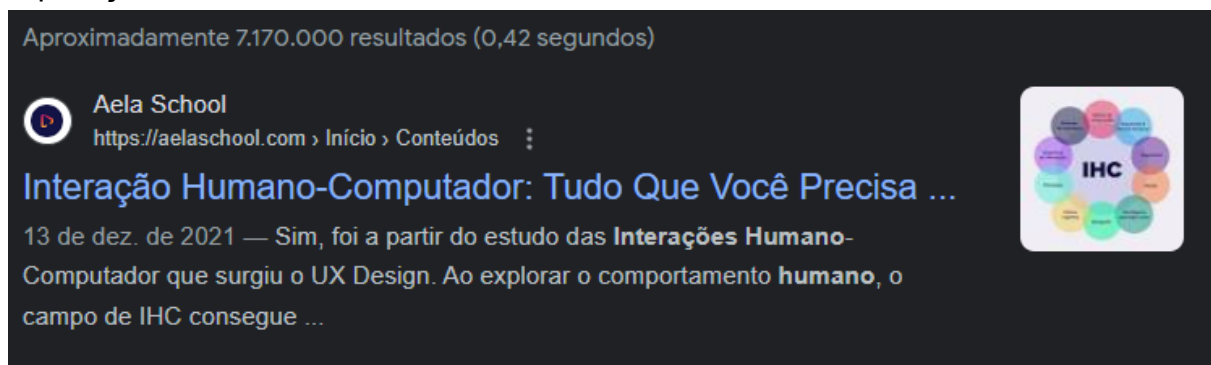 Aproximadamente 7.170.000 resultados (0,42 segundos)
Aela School
https://aelaschool.com › Início › Conteúdos
Interação Humano-Computador: Tudo Que Você Precisa ...
13 de dez. de 2021 — Sim, foi a partir do estudo das Interações Humano-
Computador que surgiu o UX Design. Ao explorar o comportamento humano, o
campo de IHC consegue ...
IHC